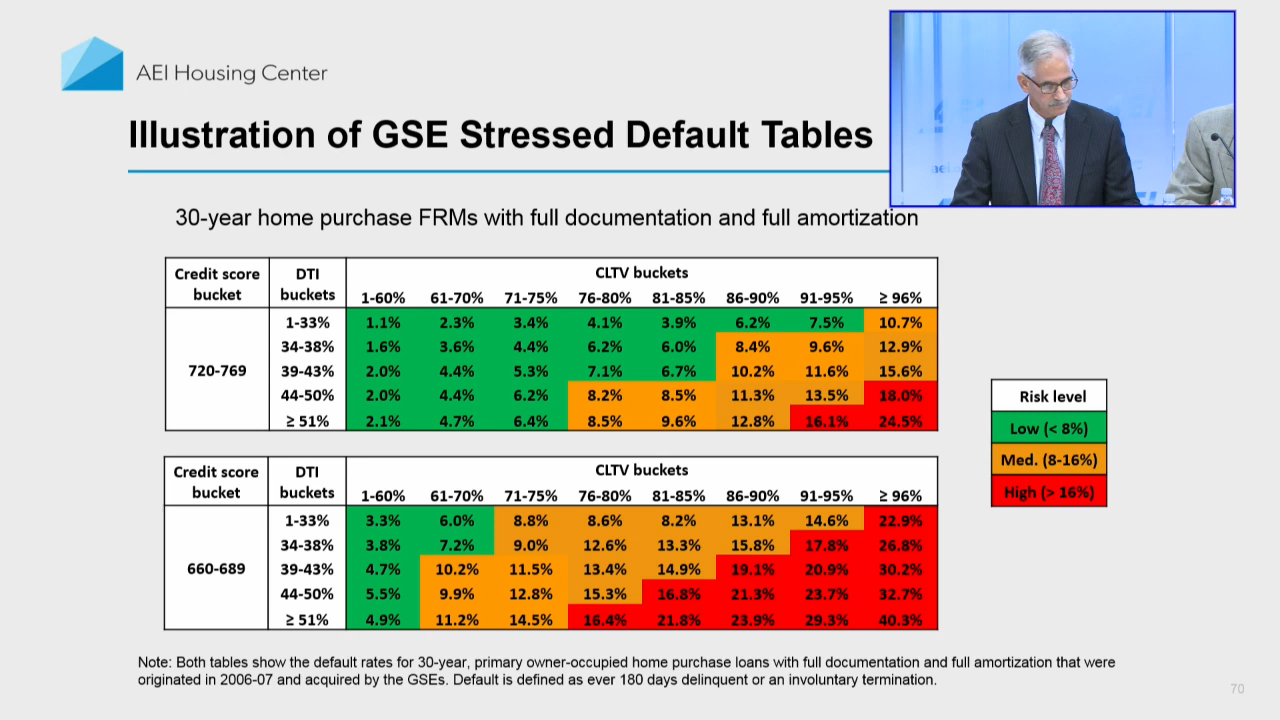 AEI Housing Center
Illustration of GSE Stressed Default Tables
30-year home purchase FRMs with full documentation and full amortization
Credit score bucket DTI buckets CLTV buckets
1-60% 61-70% 71-75% 76-80% 81-85% 86-90% 91-95% ≥ 96%
1-33% 1.1% 2.3% 3.4% 4.1% 3.9% 6.2% 7.5% 10.7%
34-38% 1.6% 3.6% 4.4% 6.2% 6.0% 8.4% 9.6% 12.9%
720-769 39-43% 2.0% 4.4% 5.3% 7.1% 6.7% 10.2% 11.6% 15.6%
44-50% 2.0% 4.4% 6.2% 8.2% 8.5% 11.3% 13.5% 18.0%
≥ 51% 2.1% 4.7% 6.4% 8.5% 9.6% 12.8% 16.1% 24.5%
Risk level
Low (< 8%)
Med. (8-16%)
High (> 16%)
Credit score bucket DTI buckets CLTV buckets
1-60% 61-70% 71-75% 76-80% 81-85% 86-90% 91-95% ≥ 96%
1-33% 3.3% 6.0% 8.8% 8.6% 8.2% 13.1% 14.6% 22.9%
34-38% 3.8% 7.2% 9.0% 12.6% 13.3% 15.8% 17.8% 26.8%
660-689 39-43% 4.7% 10.2% 11.5% 13.4% 14.9% 19.1% 20.9% 30.2%
44-50% 5.5% 9.9% 12.8% 15.3% 16.8% 21.3% 23.7% 32.7%
≥ 51% 4.9% 11.2% 14.5% 16.4% 21.8% 23.9% 29.3% 40.3%
Note: Both tables show the default rates for 30-year, primary owner-occupied home purchase loans with full documentation and full amortization that were
originated in 2006-07 and acquired by the GSEs. Default is defined as ever 180 days delinquent or an involuntary termination.
70